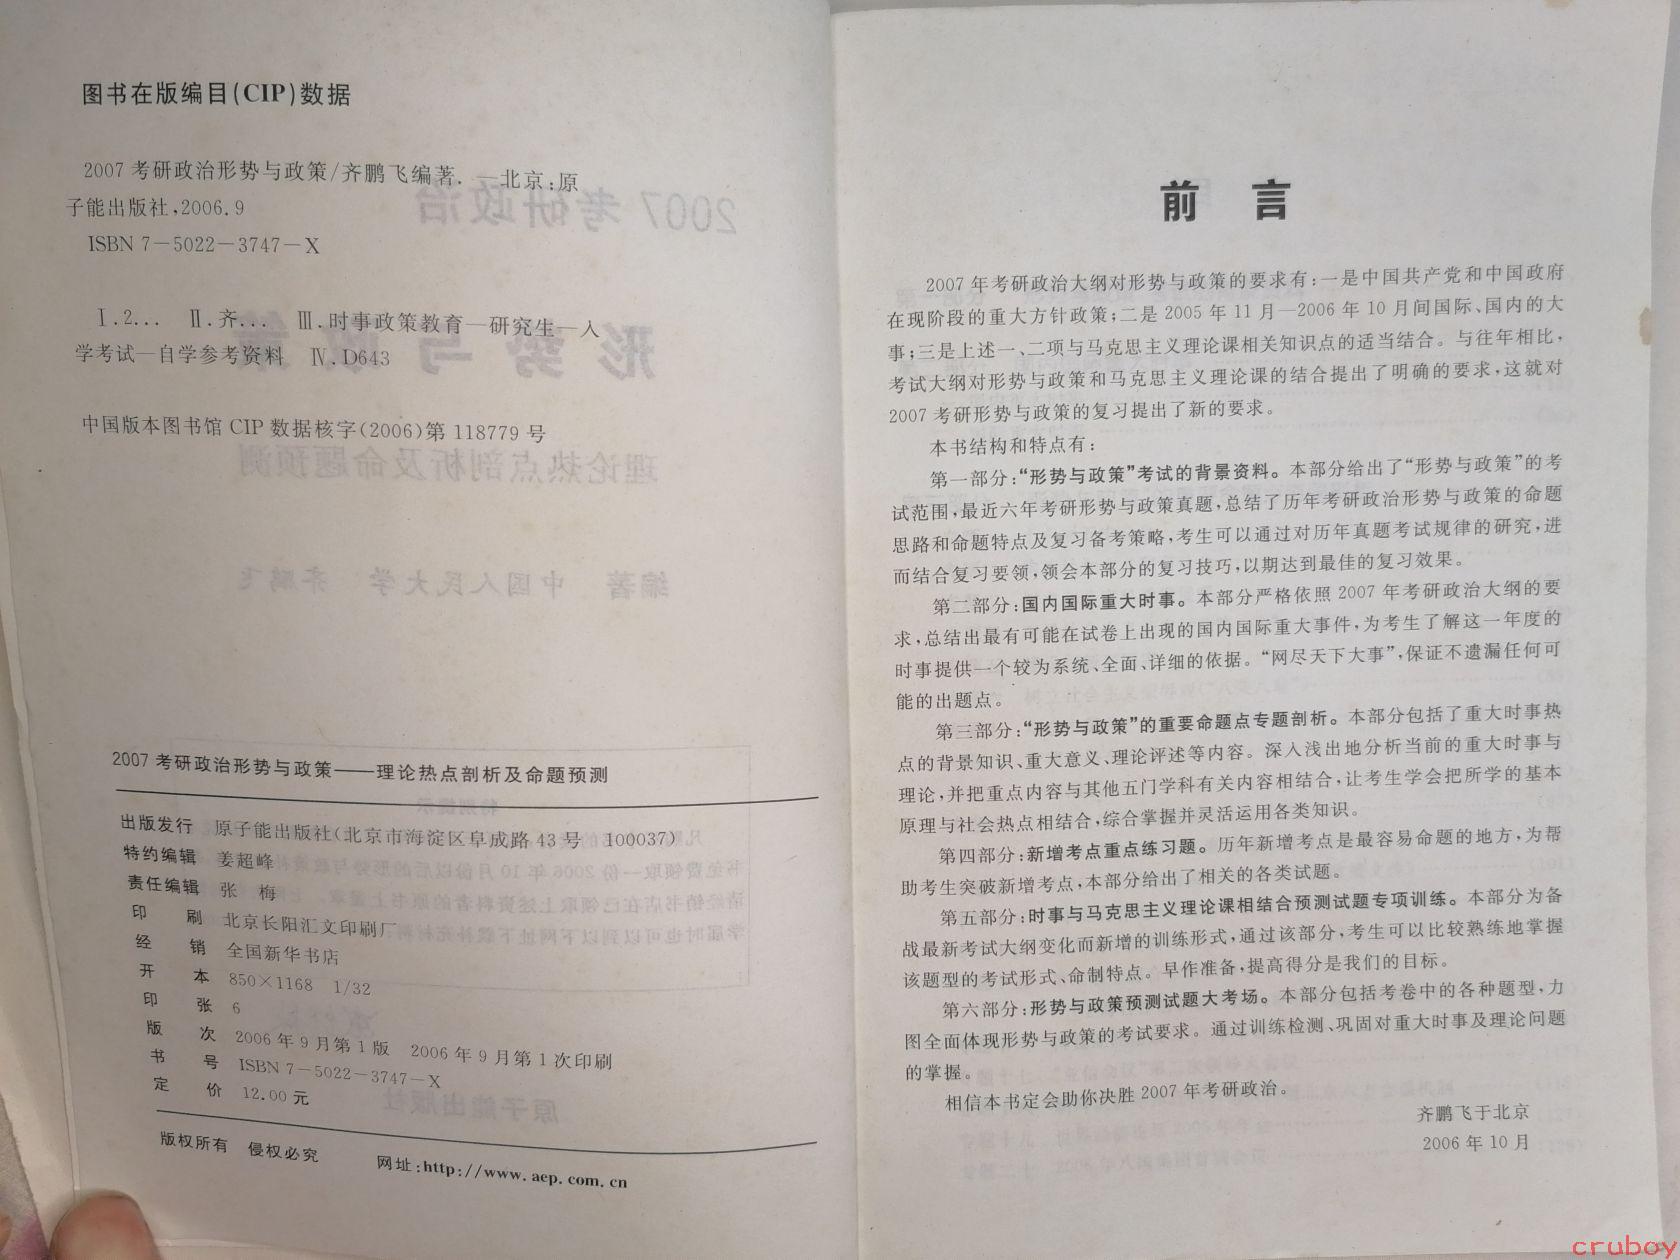 图书在版编目(CIP)数据
2007考研政治形势与政策/齐鹏飞编著.—北京:原
子能出版社,2006.9
ISBN 7-5022-3747-X
Ⅰ.2... Ⅱ.齐... Ⅲ.时事政策教育—研究生—入
学考试—自学参考资料 Ⅳ.D643
中国版本图书馆CIP数据核字(2006)第118779号
2007考研政治形势与政策——理论热点剖析及命题预测
出版发行 原子能出版社(北京市海淀区阜成路43号 100037)
特约编辑 姜超峰
责任编辑 张 梅
印 刷 北京长阳汇文印刷厂
经 销 全国新华书店
开 本 850×1168 1/32
印 张 6
版 次 2006年9月第1版 2006年9月第1次印刷
书 号 ISBN 7-5022-3747-X
定 价 12.00元
版权所有 侵权必究 网址:http://www.aep.com.cn
前 言
2007年考研政治大纲对形势与政策的要求有:一是中国共产党和中国政府
在现阶段的重大方针政策;二是2005年11月—2006年10月间国际、国内的大
事;三是上述一、二项与马克思主义理论课相关知识点的适当结合。与往年相比,
考试大纲对形势与政策和马克思主义理论课的结合提出了明确的要求,这就对
2007考研形势与政策的复习提出了新的要求。
本书结构和特点有:
第一部分:“形势与政策”考试的背景资料。本部分给出了“形势与政策”的考
试范围,最近六年考研形势与政策真题,总结了历年考研政治形势与政策的命题
思路和命题特点及复习备考策略,考生可以通过对历年真题考试规律的研究,进
而结合复习要领,领会本部分的复习技巧,以期达到最佳的复习效果。
第二部分:国内国际重大时事。本部分严格依照2007年考研政治大纲的要
求,总结出最有可能在试卷上出现的国内国际重大事件,为考生了解这一年度的
时事提供一个较为系统、全面、详细的依据。“网尽天下大事”,保证不遗漏任何可
能的出题点。
第三部分:“形势与政策”的重要命题点专题剖析。本部分包括了重大时事热
点的背景知识、重大意义、理论评述等内容。深入浅出地分析当前的重大时事与
理论,并把重点内容与其他五门学科有关内容相结合,让考生学会把所学的基本
原理与社会热点相结合,综合掌握并灵活运用各类知识。
第四部分:新增考点重点练习题。历年新增考点是最容易命题的地方,为帮
助考生突破新增考点,本部分给出了相关的各类试题。
第五部分:时事与马克思主义理论课相结合预测试题专项训练。本部分为备
战最新考试大纲变化而新增的训练形式,通过该部分,考生可以比较熟练地掌握
该题型的考试形式、命制特点。早作准备,提高得分是我们的目标。
第六部分:形势与政策预测试题大考场。本部分包括考卷中的各种题型,力
图全面体现形势与政策的考试要求。通过训练检测、巩固对重大时事及理论问题
的掌握。
相信本书定会助你决胜2007年考研政治。
齐鹏飞于北京
2006年10月
cruboy